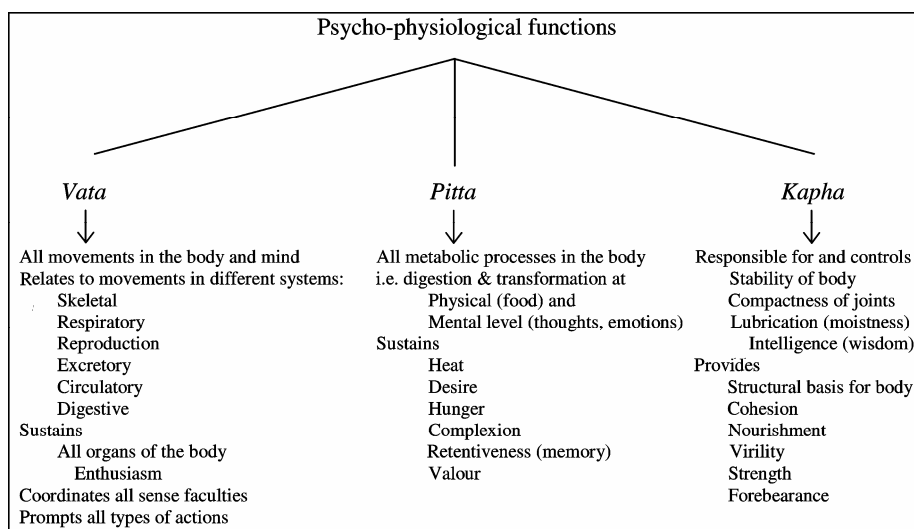 Psycho-physiological functions
Vata
All movements in the body and mind
Relates to movements in different systems:
Skeletal
Respiratory
Reproduction
Excretory
Circulatory
Digestive
Sustains
All organs of the body
Enthusiasm
Coordinates all sense faculties
Prompts all types of actions
Pitta
All metabolic processes in the body
i.e. digestion & transformation at
Physical (food) and
Mental level (thoughts, emotions)
Sustains
Heat
Desire
Hunger
Complexion
Retentiveness (memory)
Valour
Kapha
Responsible for and controls
Stability of body
Compactness of joints
Lubrication (moistness)
Intelligence (wisdom)
Provides
Structural basis for body
Cohesion
Nourishment
Virility
Strength
Forebearance